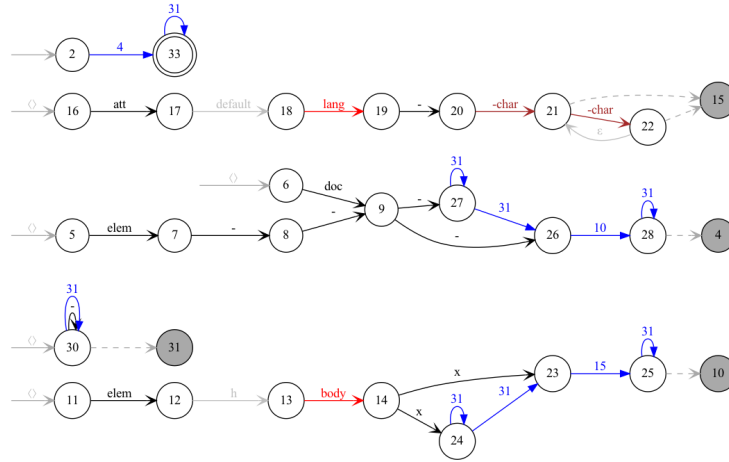 31
2 4 33
⟨⟩ 16 att 17 default 18 lang 19 - 20 -char 21 -char 22 ε 15
⟨⟩ 6 doc 31 31
27 31
⟨⟩ 5 elem 7 - 8 - 9 - - 26 10 28 4
31
-
⟨⟩ 30 31
⟨⟩ 11 elem 12 h 13 body 14 x x 23 15 25 31 10
31 31
24